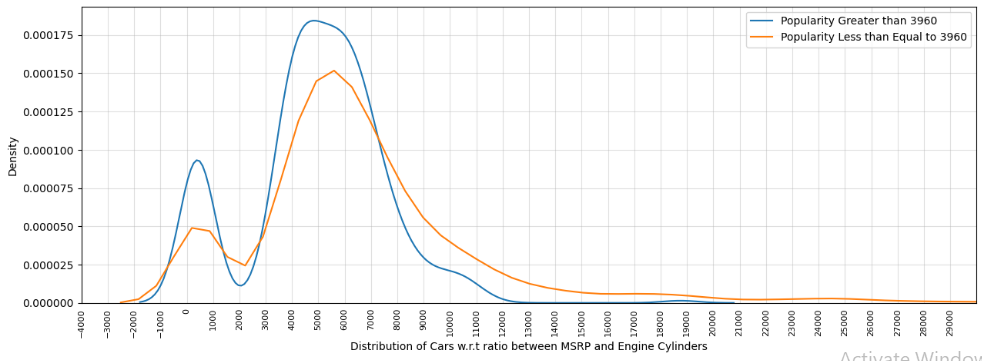 Popularity Greater than 3960
Popularity Less than Equal to 3960
0.000175
0.000150
0.000125
0.000100
0.000075
0.000050
0.000025
0.000000
Density
−4000 −3000 −2000 −1000 0 1000 2000 3000 4000 5000 6000 7000 8000 9000 10000 11000 12000 13000 14000 15000 16000 17000 18000 19000 20000 21000 22000 23000 24000 25000 26000 27000 28000 29000
Distribution of Cars w.r.t ratio between MSRP and Engine Cylinders
Activate Window